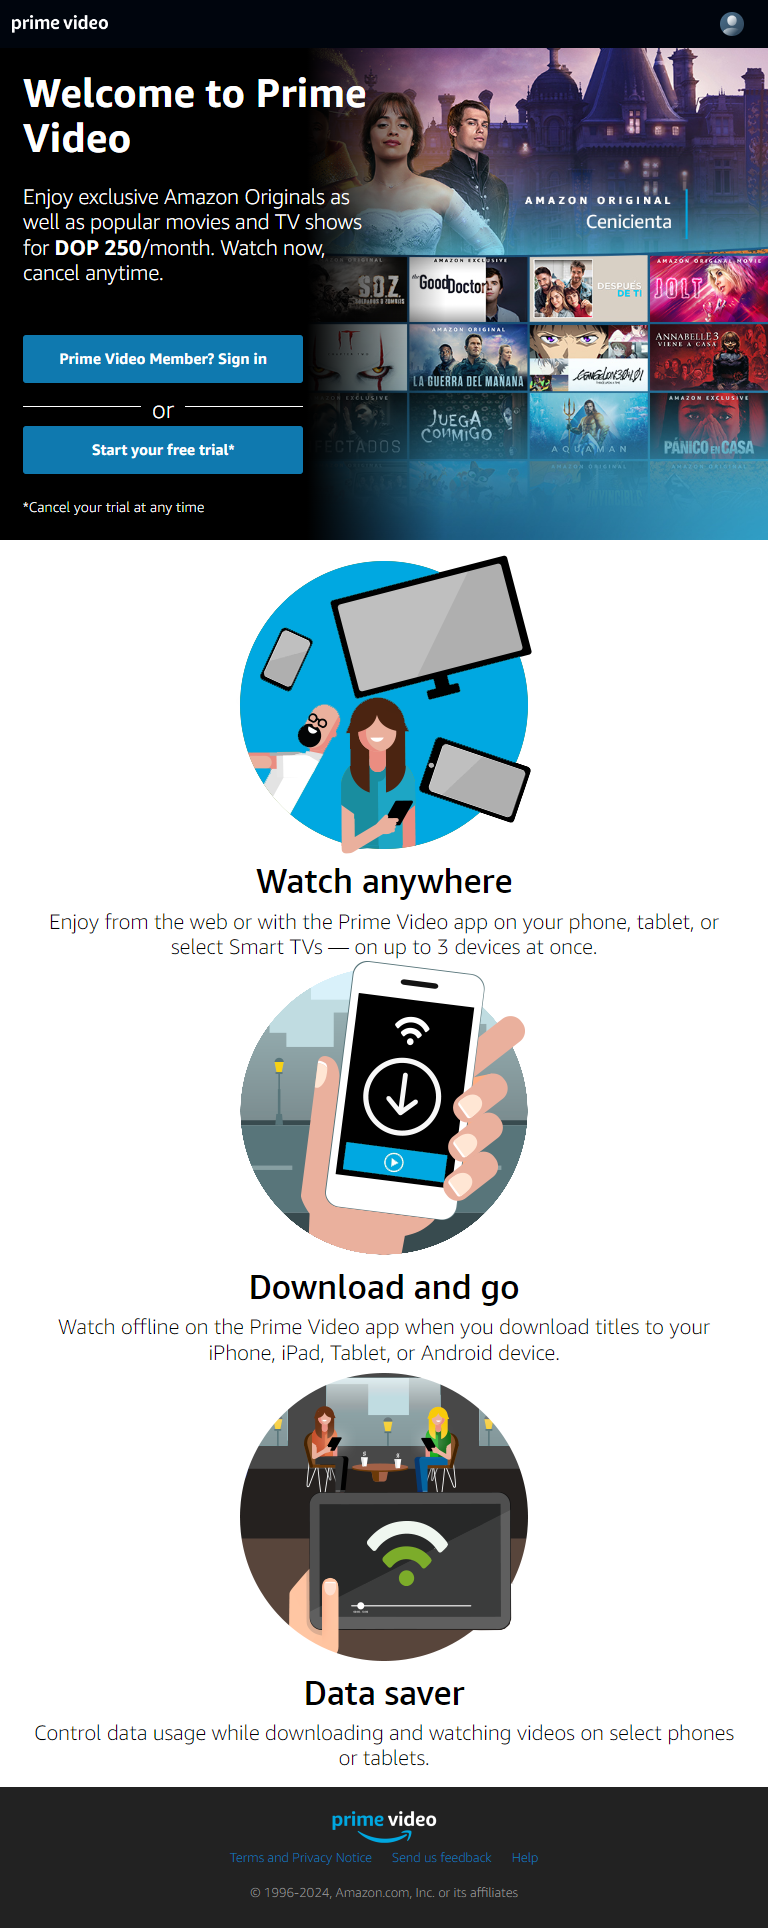 prime video
Welcome to Prime
Video
Enjoy exclusive Amazon Originals as
well as popular movies and TV shows
for DOP 250/month. Watch now,
cancel anytime.
AMAZON ORIGINAL
Cenicienta
Prime Video Member? Sign in
or
Start your free trial*
*Cancel your trial at any time
ORIGINAL
S.O.Z.
SOLDADOS O ZOMBIES
AMAZON EXCLUSIVE
the Good Doctor
DESPUÉS
DE TI
AMAZON ORIGINAL MOVIE
JOLT
IT
AMAZON ORIGINAL
LA GUERRA DEL MAÑANA
EVANGELION:3.0+1.01
ANNABELLE 3
VIENE A CASA
EXCLUSIVE
ECTADOS
JUEGA
CONMIGO
AQUAMAN
AMAZON EXCLUSIVE
PÁNICO EN CASA
Watch anywhere
Enjoy from the web or with the Prime Video app on your phone, tablet, or
select Smart TVs — on up to 3 devices at once.
Download and go
Watch offline on the Prime Video app when you download titles to your
iPhone, iPad, Tablet, or Android device.
Data saver
Control data usage while downloading and watching videos on select phones
or tablets.
prime video
Terms and Privacy Notice Send us feedback Help
© 1996-2024, Amazon.com, Inc. or its affiliates